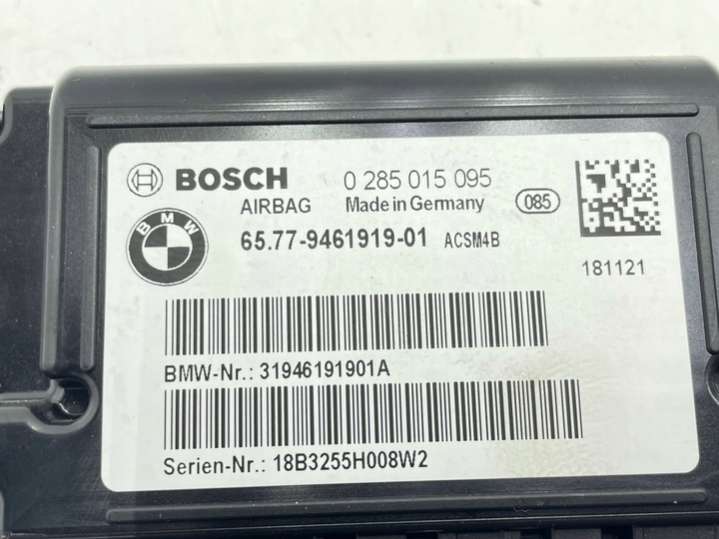 BOSCH 0 285 015 095
AIRBAG Made in Germany 085
BMW
65.77-9461919-01 ACSM4B
181121
BMW-Nr.: 31946191901A
Serien-Nr.: 18B3255H008W2